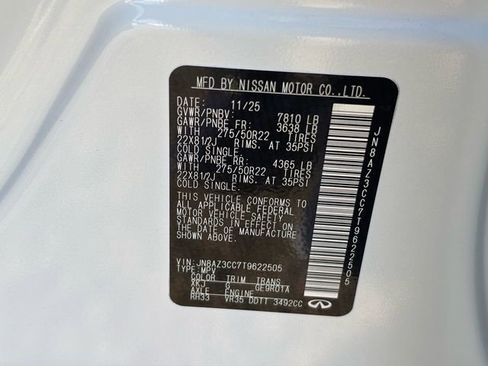 MFD BY NISSAN MOTOR CO.,LTD.
DATE: 11/25
GVWR/PNBV: 7810 LB
GAWR/PNBE FR: 3638 LB
WITH 275/50R22 TIRES
22X81/2J RIMS, AT 35PSI
COLD SINGLE.
GAWR/PNBE RR: 4365 LB
WITH 275/50R22 TIRES
22X81/2J RIMS, AT 35PSI
COLD SINGLE.
THIS VEHICLE CONFORMS TO
ALL APPLICABLE FEDERAL
MOTOR VEHICLE SAFETY
STANDARDS IN EFFECT
ON THE DATE OF
MANUFACTURE SHOWN ABOVE.
VIN: JN8AZ3CC7T9622505
TYPE: MPV
COLOR TRIM TRANS
XKJ G GE9R01A
AXLE ENGINE
RH33 VR35 DDTT 3492CC
INFINITI
JN8AZ3CC7T9622505